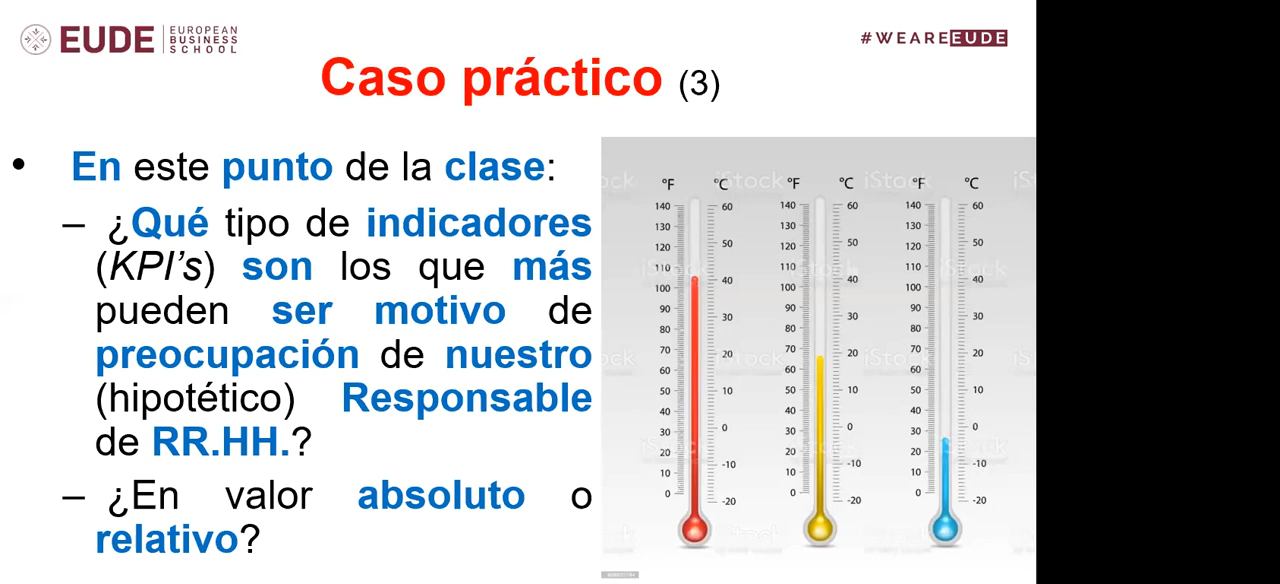 EUDE EUROPEAN BUSINESS SCHOOL
#WEAREEUDE
Caso práctico (3)
• En este punto de la clase:
– ¿Qué tipo de indicadores
(KPI’s) son los que más
pueden ser motivo de
preocupación de nuestro
(hipotético) Responsable
de RR.HH.?
– ¿En valor absoluto o
relativo?
°F °C °F °C °F °C
140 60 140 60 140 60
130 130 130
120 50 120 50 120 50
110 110 110
100 40 100 40 100 40
90 90 90
80 30 80 30 80 30
70 20 70 20 70 20
60 60 60
50 10 50 10 50 10
40 40 40
30 0 30 0 30 0
20 20 20
10 -10 10 -10 10 -10
0 -20 0 -20 0 -20
iStock